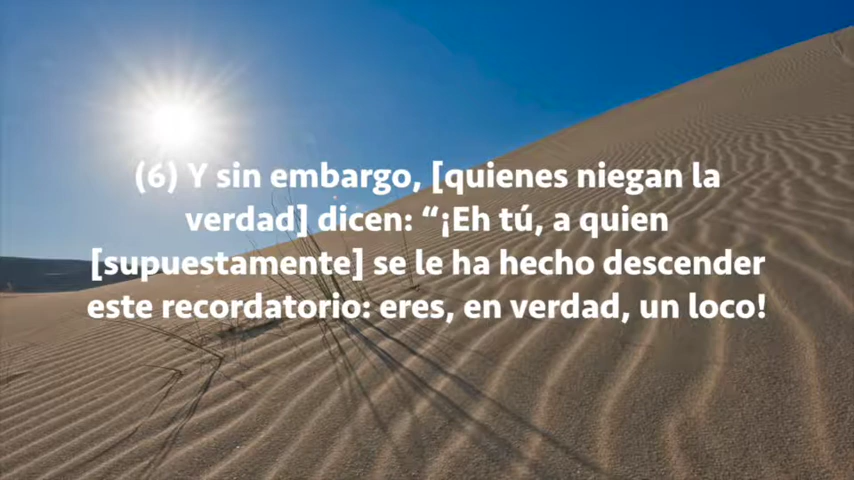 (6) Y sin embargo, [quienes niegan la
verdad] dicen: “¡Eh tú, a quien
[supuestamente] se le ha hecho descender
este recordatorio: eres, en verdad, un loco!